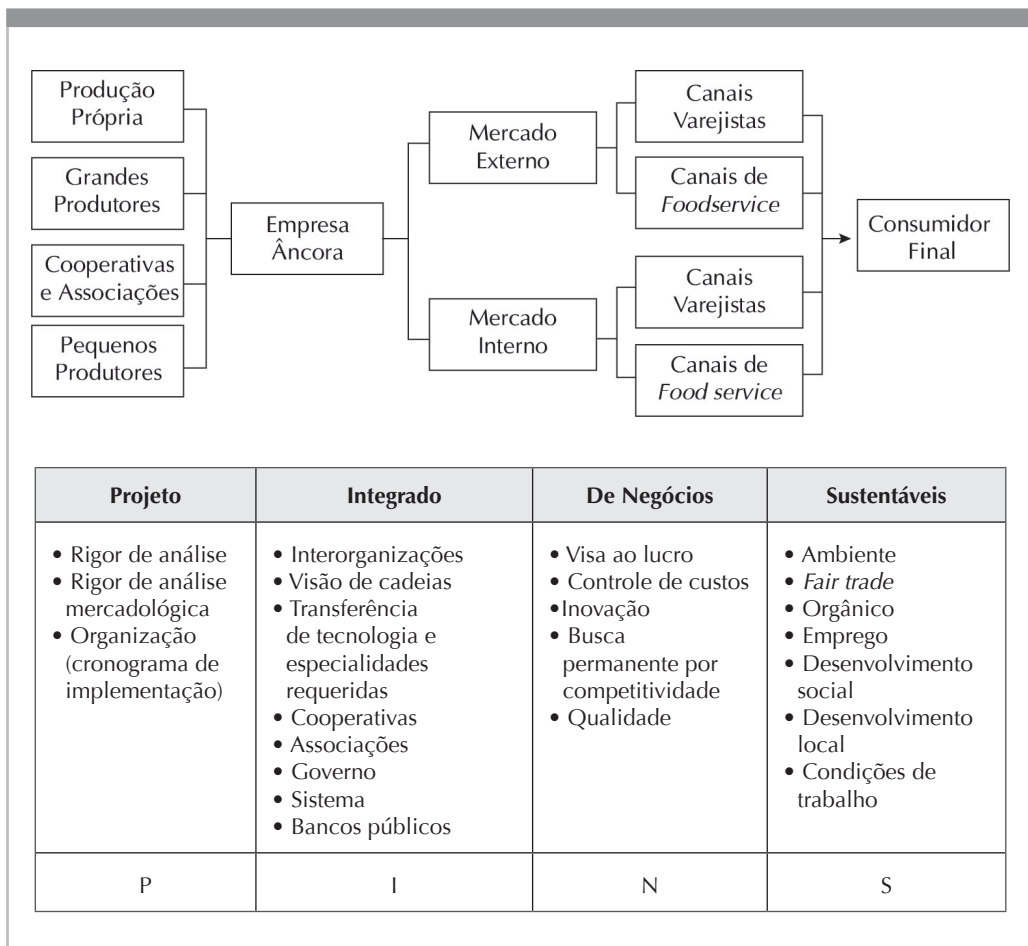 Produção
Própria
Grandes
Produtores
Cooperativas
e Associações
Pequenos
Produtores
Empresa
Âncora
Mercado
Externo
Mercado
Interno
Canais
Varejistas
Canais de
Foodservice
Canais
Varejistas
Canais de
Food service
Consumidor
Final
Projeto
• Rigor de análise
• Rigor de análise
mercadológica
• Organização
(cronograma de
implementação)
P
Integrado
• Interorganizações
• Visão de cadeias
• Transferência
de tecnologia e
especialidades
requeridas
• Cooperativas
• Associações
• Governo
• Sistema
• Bancos públicos
I
De Negócios
• Visa ao lucro
• Controle de custos
•Inovação
• Busca
permanente por
competitividade
• Qualidade
N
Sustentáveis
• Ambiente
• Fair trade
• Orgânico
• Emprego
• Desenvolvimento
social
• Desenvolvimento
local
• Condições de
trabalho
S